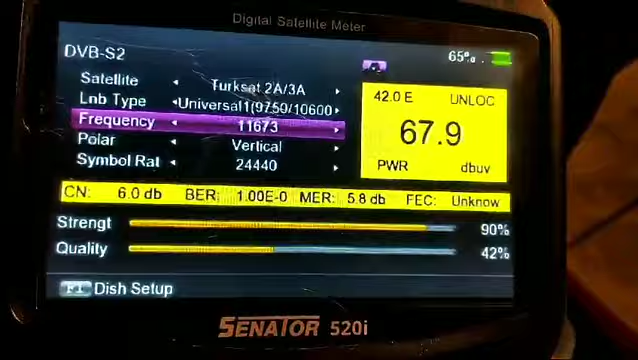 Digital Satellite Meter
DVB-S2
65%
Satellite Turksat 2A/3A
Lnb Type Universal1(9750/10600
Frequency 11673
Polar Vertical
Symbol Rat 24440
42.0 E UNLOC
67.9
PWR dbuv
CN: 6.0 db BER: 1.00E-0 MER: 5.8 db FEC: Unknow
Strengt 90%
Quality 42%
F1 Dish Setup
SENATOR 520i